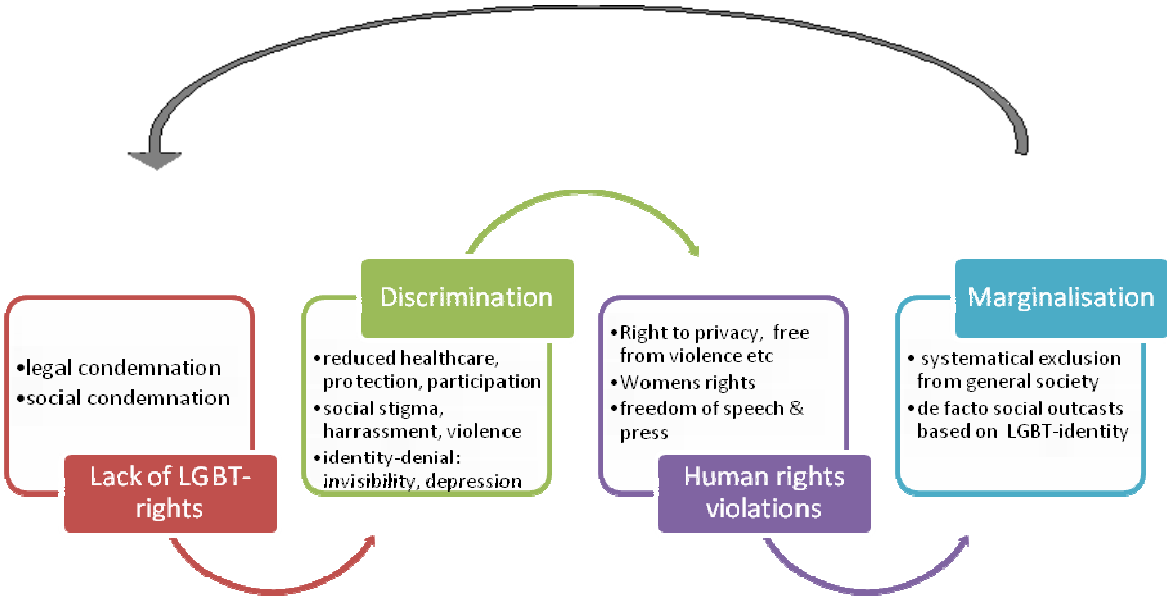 •legal condemnation
•social condemnation
Lack of LGBT-
rights
Discrimination
•reduced healthcare,
protection, participation
•social stigma,
harrassment, violence
•identity-denial:
invisibility, depression
•Right to privacy, free
from violence etc
•Womens rights
•freedom of speech &
press
Human rights
violations
Marginalisation
• systematical exclusion
from general society
• de facto social outcasts
based on LGBT-identity